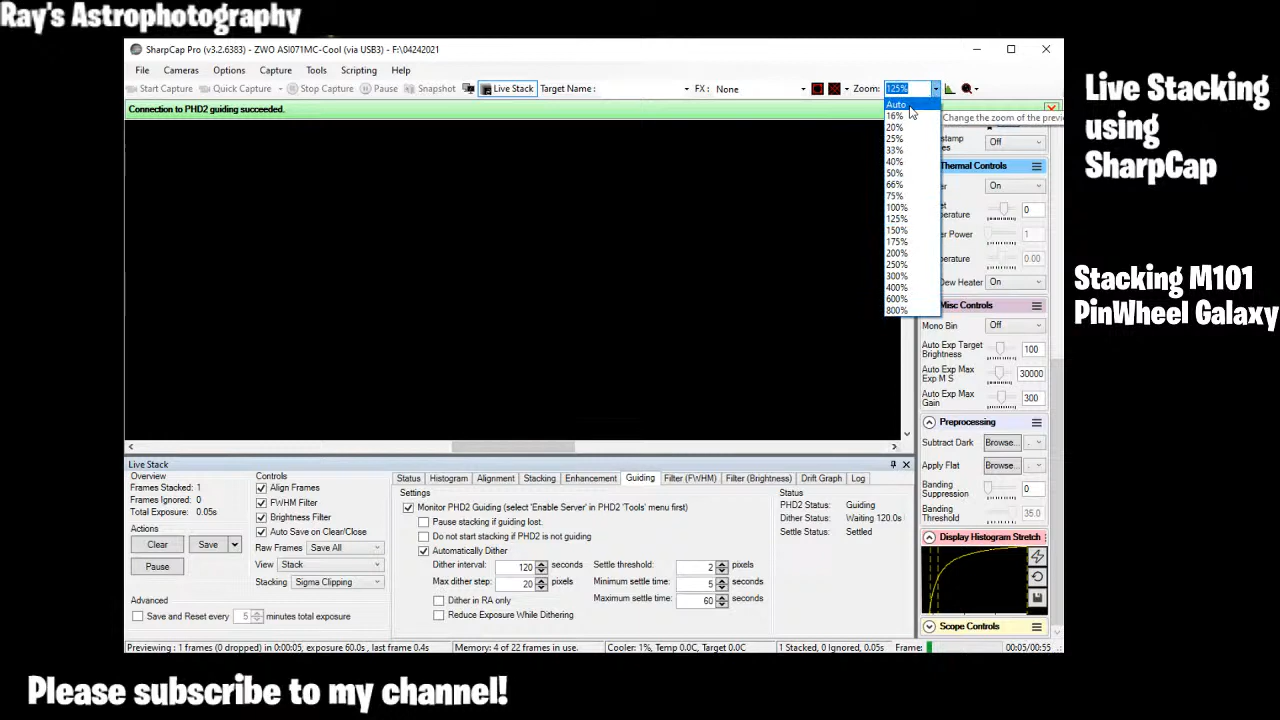 Ray's Astrophotography
SharpCap Pro (v3.2.6383) - ZWO ASI071MC-Cool (via USB3) - F:\04242021
File Cameras Options Capture Tools Scripting Help
Start Capture Quick Capture Stop Capture Pause Snapshot Live Stack Target Name : FX : None Zoom: 125%
Connection to PHD2 guiding succeeded.
Auto
Change the zoom of the previ
16%
20%
25%
33%
40%
50%
66%
75%
100%
125%
150%
175%
200%
250%
300%
400%
600%
800%
Off
Thermal Controls
On
0
er Power 1
0.00
Dew Heater On
Misc Controls
Mono Bin Off
Auto Exp Target Brightness 100
Auto Exp Max Exp M S 30000
Auto Exp Max Gain 300
Preprocessing
Subtract Dark Browse...
Apply Flat Browse...
Banding Suppression 0
Banding Threshold 35.0
Display Histogram Stretch
Scope Controls
Live Stacking
using
SharpCap
Stacking M101
PinWheel Galaxy
Live Stack
Overview
Frames Stacked: 1
Frames Ignored: 0
Total Exposure: 0.05s
Actions
Clear Save
Pause
Controls
Align Frames
FWHM Filter
Brightness Filter
Auto Save on Clear/Close
Raw Frames Save All
View Stack
Stacking Sigma Clipping
Advanced
Save and Reset every 5 minutes total exposure
Status Histogram Alignment Stacking Enhancement Guiding Filter (FWHM) Filter (Brightness) Drift Graph Log
Settings
Monitor PHD2 Guiding (select 'Enable Server' in PHD2 'Tools' menu first)
Pause stacking if guiding lost.
Do not start stacking if PHD2 is not guiding
Automatically Dither
Dither interval: 120 seconds Settle threshold: 2 pixels
Max dither step: 20 pixels Minimum settle time: 5 seconds
Maximum settle time: 60 seconds
Dither in RA only
Reduce Exposure While Dithering
Status
PHD2 Status: Guiding
Dither Status: Waiting 120.0s
Settle Status: Settled
Previewing : 1 frames (0 dropped) in 0:00:05, exposure 60.0s , last frame 0.4s Memory: 4 of 22 frames in use. Cooler: 1%, Temp 0.0C, Target 0.0C 1 Stacked, 0 Ignored, 0.05s Frame: 00:05/00:55
Please subscribe to my channel!